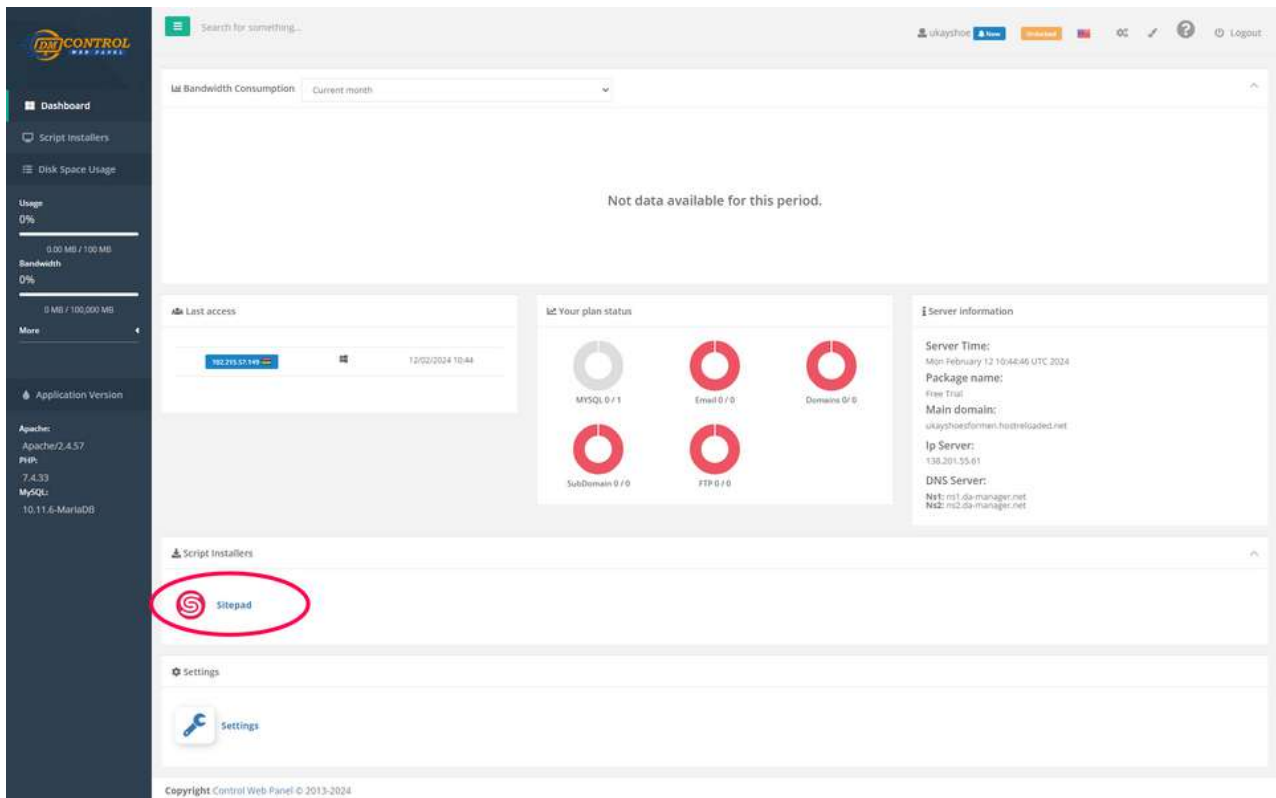 DM CONTROL
WEB PANEL
Dashboard
Script Installers
Disk Space Usage
Usage
0%
0.00 MB / 100 MB
Bandwidth
0%
0 MB / 100,000 MB
More
Application Version
Apache:
Apache/2.4.57
PHP:
7.4.33
MySQL:
10.11.6-MariaDB
Search for something...
ukayshoe
New
Logout
Bandwidth Consumption
Current month
Not data available for this period.
Last access
192.215.57.149
12/02/2024 10:44
Your plan status
MYSQL 0 / 1
Email 0 / 0
Domains 0/ 0
SubDomain 0 / 0
FTP 0 / 0
Server information
Server Time:
Mon February 12 10:44:46 UTC 2024
Package name:
Free Trial
Main domain:
ukayshoesformen.hostreloaded.net
Ip Server:
138.201.55.61
DNS Server:
Ns1: ns1.da-manager.net
Ns2: ns2.da-manager.net
Script Installers
Sitepad
Settings
Settings
Copyright Control Web Panel © 2013-2024